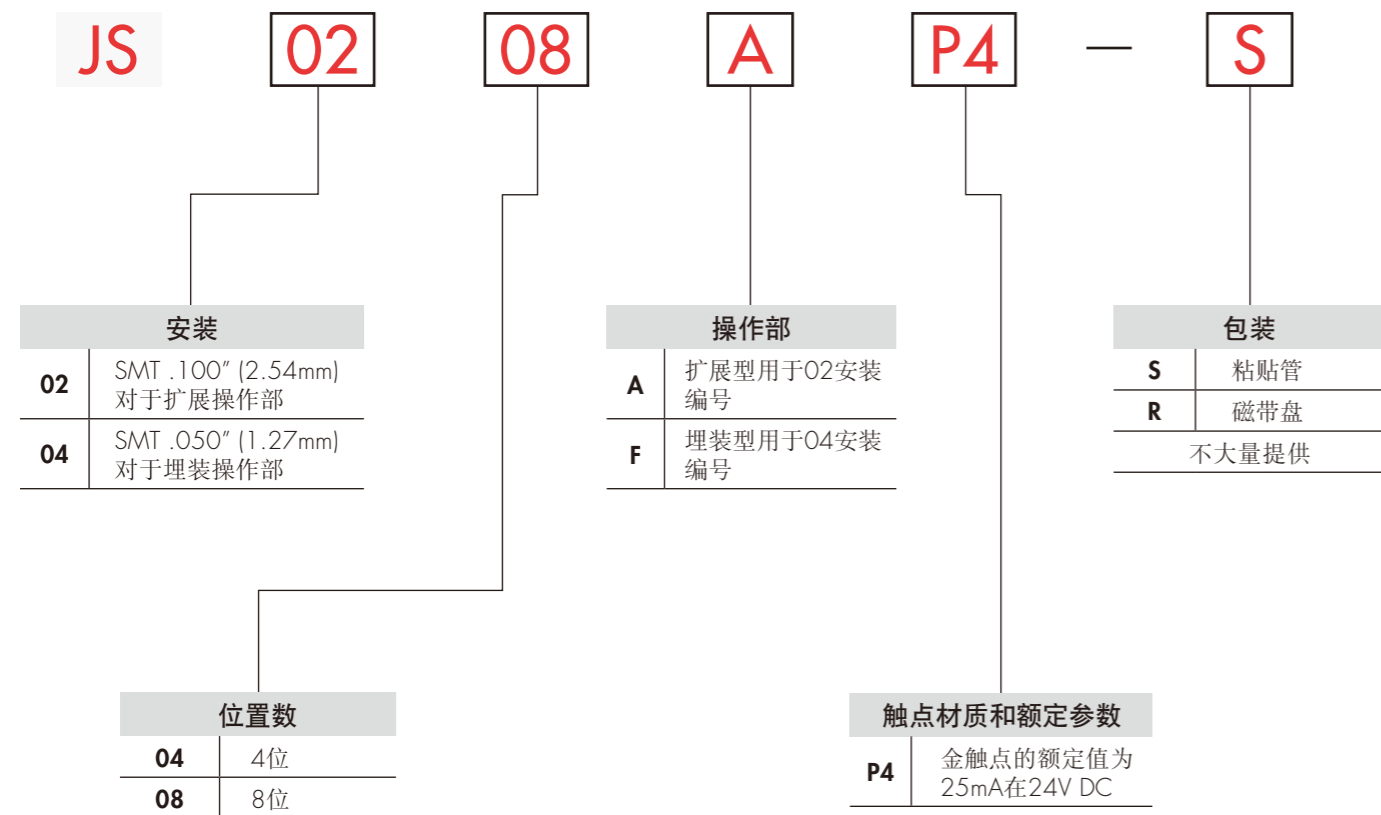 JS 02 08 A P4 — S
安装
02 SMT .100” (2.54mm)
对于扩展操作部
04 SMT .050” (1.27mm)
对于埋装操作部
操作部
A 扩展型用于02安装
编号
F 埋装型用于04安装
编号
包装
S 粘贴管
R 磁带盘
不大量提供
位置数
04 4位
08 8位
触点材质和额定参数
P4 金触点的额定值为
25mA在24V DC